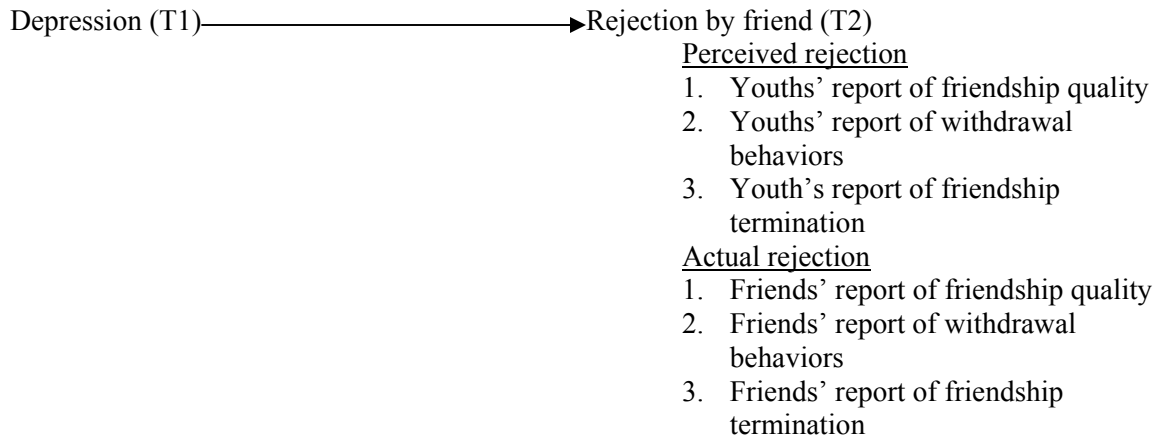 Depression (T1) Rejection by friend (T2)
Perceived rejection
1. Youths’ report of friendship quality
2. Youths’ report of withdrawal
behaviors
3. Youth’s report of friendship
termination
Actual rejection
1. Friends’ report of friendship quality
2. Friends’ report of withdrawal
behaviors
3. Friends’ report of friendship
termination